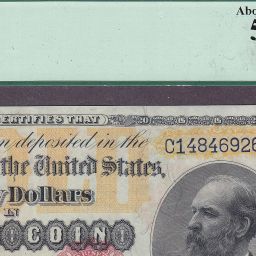 Abo
5
CERTIFIES THAT
n deposited in the
C14846926
the United States,
y Dollars
IN
COIN